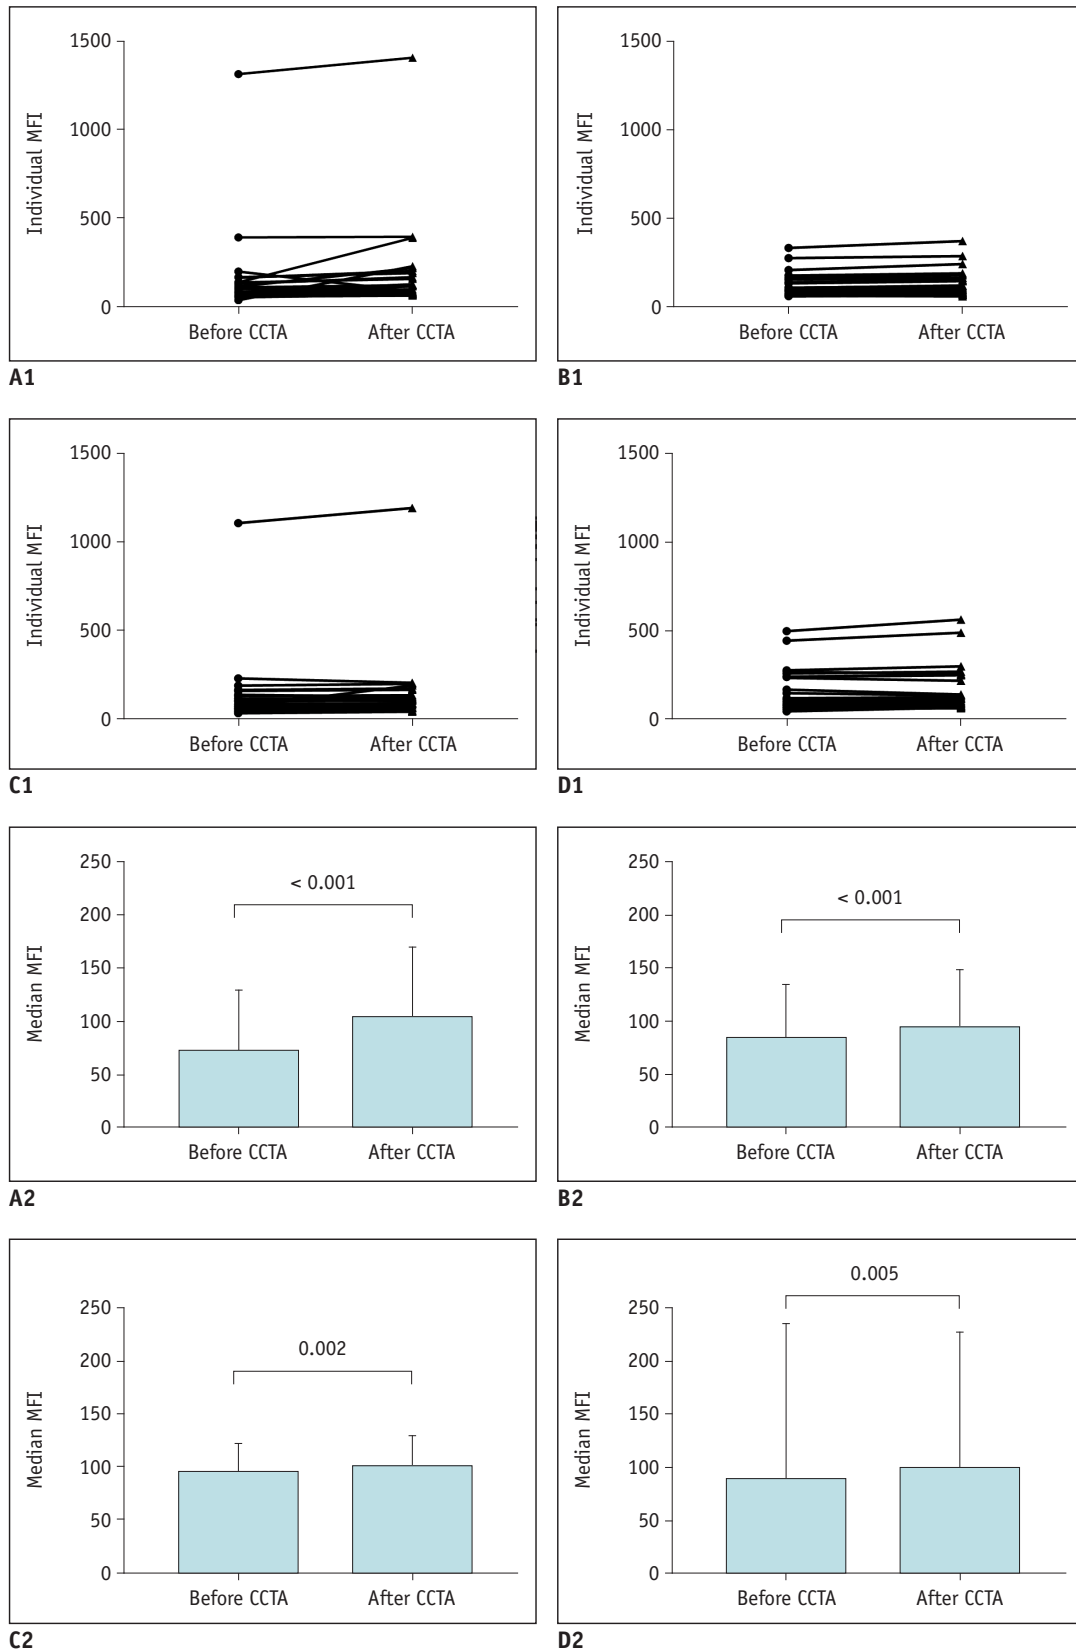 1500
1000
500
0
Individual MFI
Before CCTA
After CCTA
A1
1500
1000
500
0
Individual MFI
Before CCTA
After CCTA
B1
1500
1000
500
0
Individual MFI
Before CCTA
After CCTA
C1
1500
1000
500
0
Individual MFI
Before CCTA
After CCTA
D1
250
200
150
100
50
0
Median MFI
< 0.001
Before CCTA
After CCTA
A2
250
200
150
100
50
0
Median MFI
< 0.001
Before CCTA
After CCTA
B2
250
200
150
100
50
0
Median MFI
0.002
Before CCTA
After CCTA
C2
250
200
150
100
50
0
Median MFI
0.005
Before CCTA
After CCTA
D2